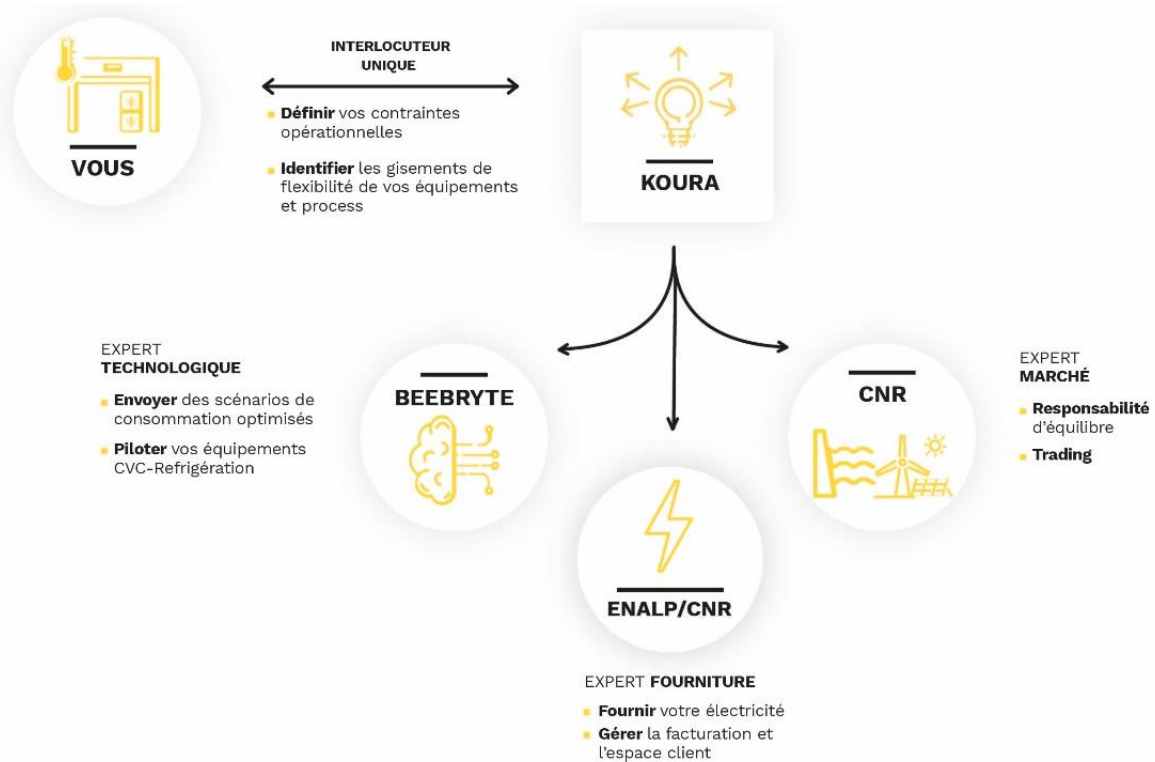 INTERLOCUTEUR
UNIQUE
Définir vos contraintes
opérationnelles
Identifier les gisements de
flexibilité de vos équipements
et process
VOUS
KOURA
EXPERT
TECHNOLOGIQUE
Envoyer des scénarios de
consommation optimisés
Piloter vos équipements
CVC-Refrigération
BEEBRYTE
CNR
EXPERT
MARCHÉ
Responsabilité
d'équilibre
Trading
ENALP/CNR
EXPERT FOURNITURE
Fournir votre électricité
Gérer la facturation et
l'espace client